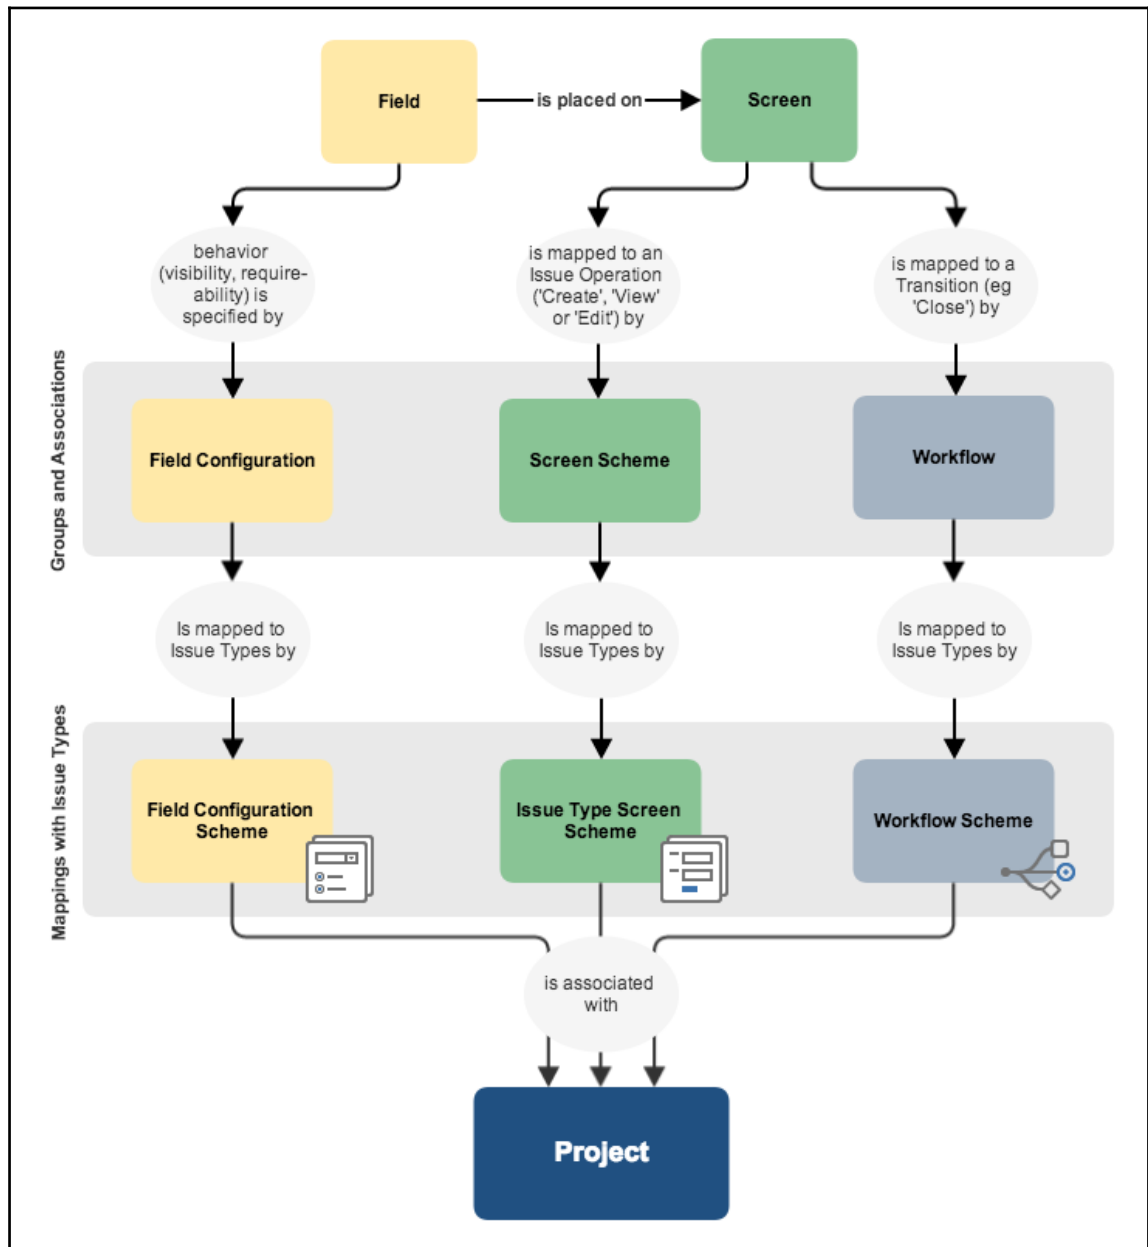 Field
is placed on
Screen
behavior
(visibility, require-
ability) is
specified by
is mapped to an
Issue Operation
('Create', 'View'
or 'Edit') by
is mapped to a
Transition (eg
'Close') by
Groups and Associations
Field Configuration
Screen Scheme
Workflow
Is mapped to
Issue Types by
Is mapped to
Issue Types by
Is mapped to
Issue Types by
Mappings with Issue Types
Field Configuration
Scheme
Issue Type Screen
Scheme
Workflow Scheme
is associated
with
Project